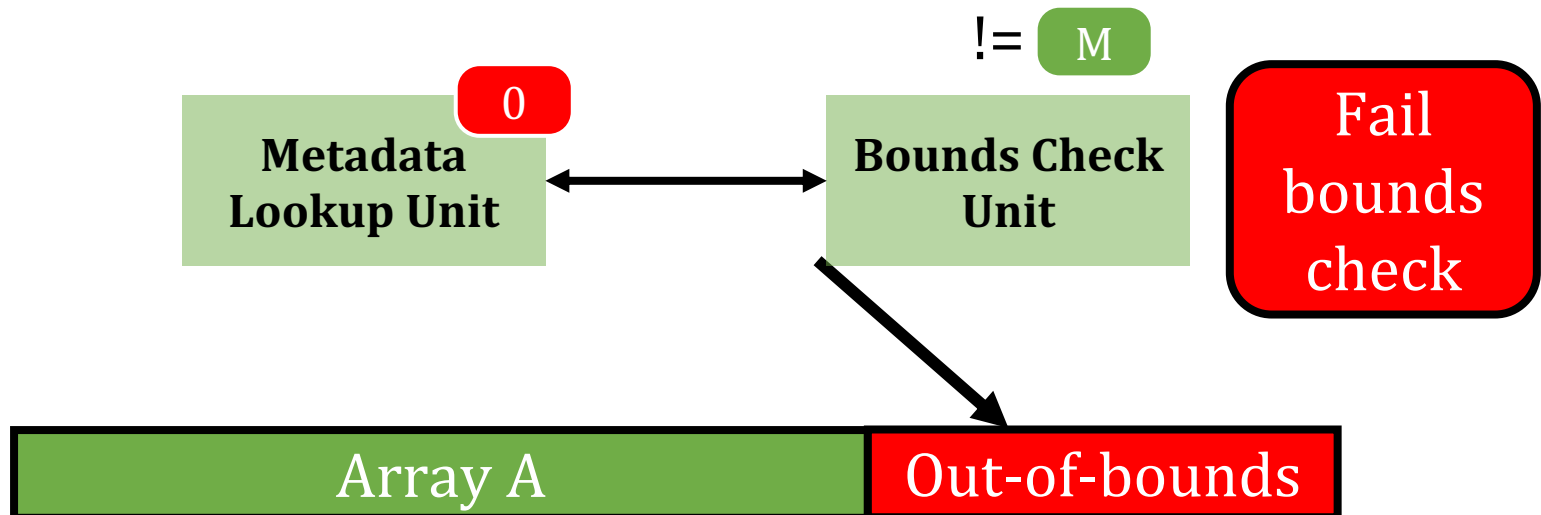 != M
0
Metadata
Lookup Unit
Bounds Check
Unit
Fail
bounds
check
Array A
Out-of-bounds